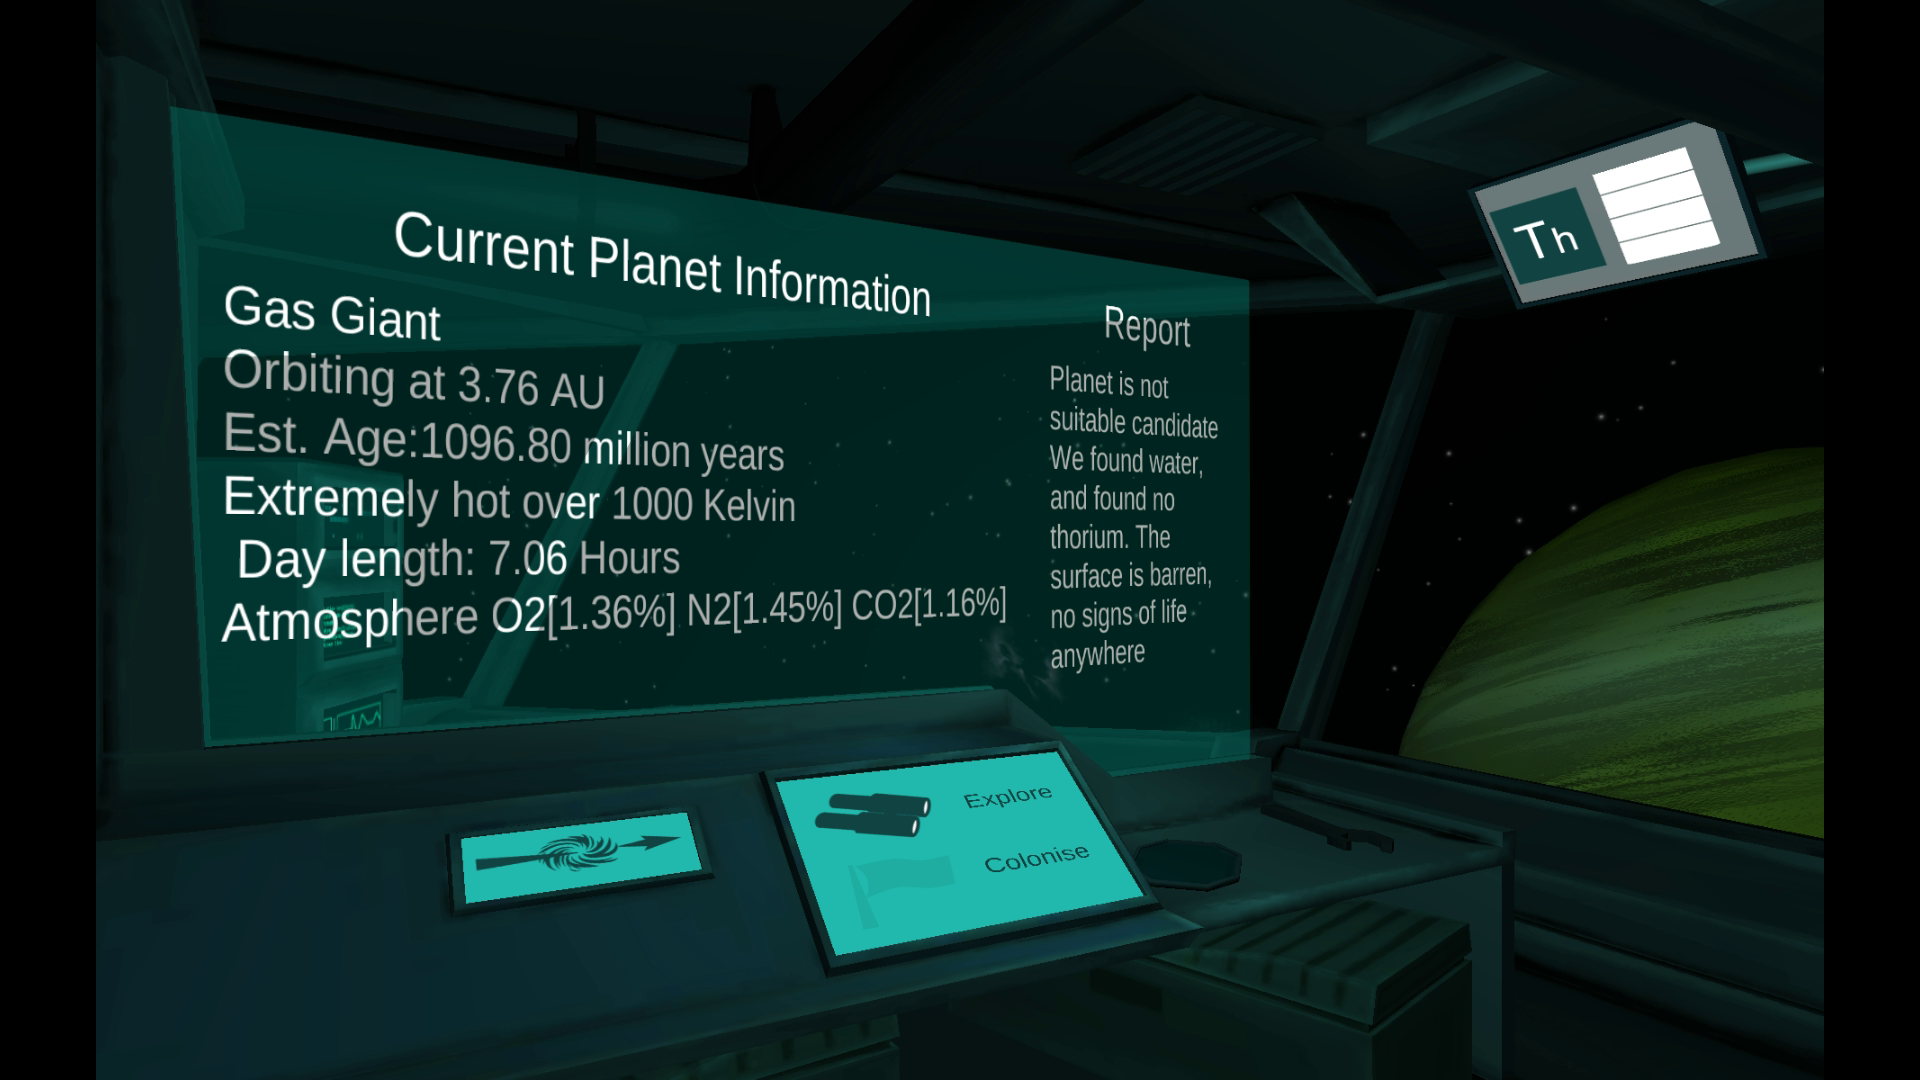 Current Planet Information
Gas Giant
Orbiting at 3.76 AU
Est. Age:1096.80 million years
Extremely hot over 1000 Kelvin
Day length: 7.06 Hours
Atmosphere O2[1.36%] N2[1.45%] CO2[1.16%]
Report
Planet is not
suitable candidate
We found water,
and found no
thorium. The
surface is barren,
no signs of life
anywhere
Th
Explore
Colonise